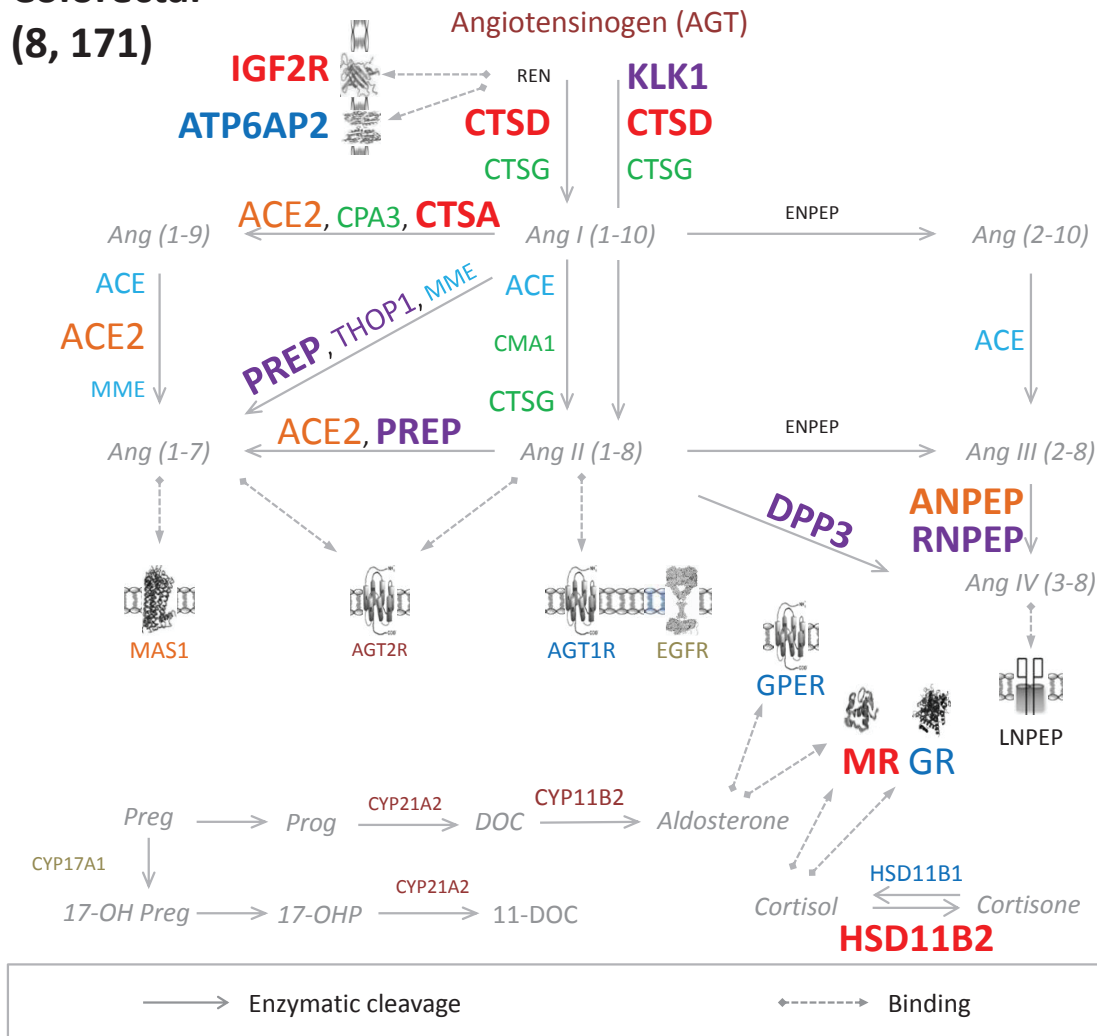 Colorectal
(8, 171)
Angiotensinogen (AGT)
IGF2R
REN
KLK1
ATP6AP2
CTSD
CTSD
CTSG
CTSG
ACE2, CPA3, CTSA
ENPEP
Ang (1-9)
Ang I (1-10)
Ang (2-10)
ACE
PREP, THOP1, MME
ACE
ACE2
CMA1
ACE
MME
CTSG
ACE2, PREP
ENPEP
Ang (1-7)
Ang II (1-8)
Ang III (2-8)
DPP3
ANPEP
RNPEP
Ang IV (3-8)
MAS1
AGT2R
AGT1R
EGFR
GPER
LNPEP
MR GR
Preg
Prog
CYP21A2
DOC
CYP11B2
Aldosterone
CYP17A1
17-OH Preg
17-OHP
CYP21A2
11-DOC
HSD11B1
Cortisol
Cortisone
HSD11B2
Enzymatic cleavage
Binding